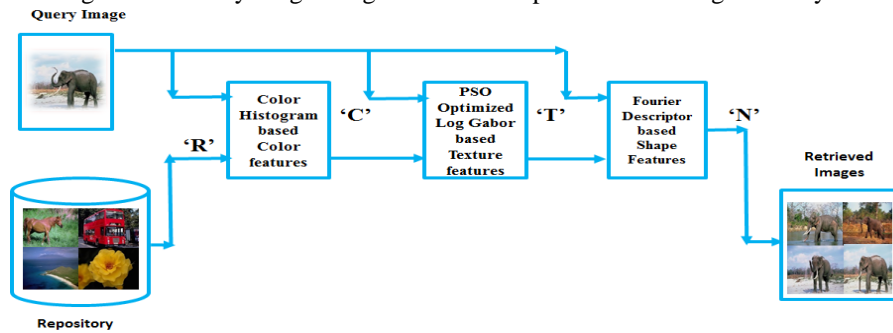 Query Image
Color
Histogram
based
Color
features
PSO
Optimized
Log Gabor
based
Texture
features
Fourier
Descriptor
based
Shape
Features
‘R’
‘C’
‘T’
‘N’
Retrieved
Images
Repository